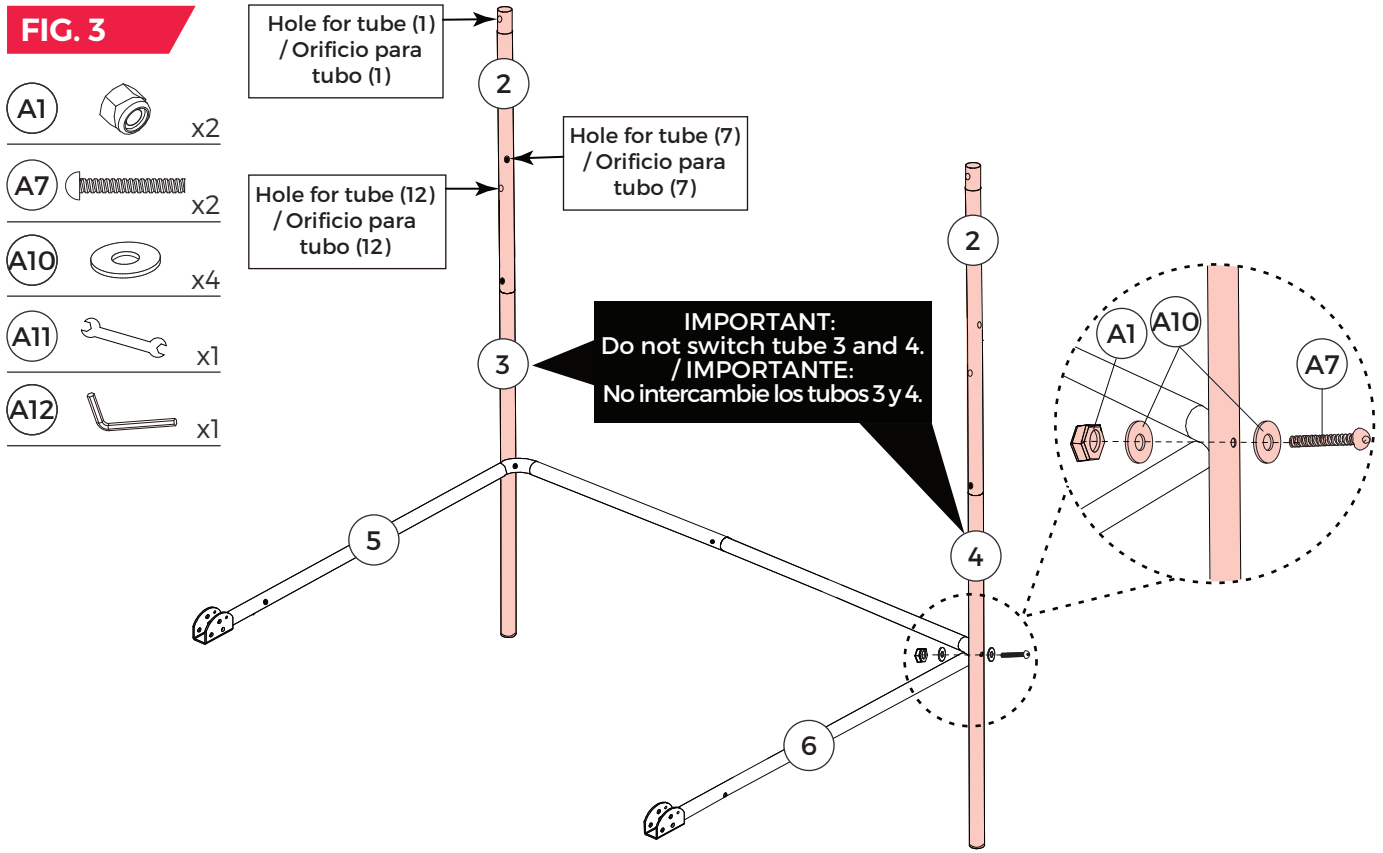 FIG. 3
A1
x2
A7
x2
A10
x4
A11
x1
A12
x1
Hole for tube (1)
/ Orificio para
tubo (1)
2
Hole for tube (7)
/ Orificio para
tubo (7)
Hole for tube (12)
/ Orificio para
tubo (12)
2
3
IMPORTANT:
Do not switch tube 3 and 4.
/ IMPORTANTE:
No intercambie los tubos 3 y 4.
A1
A10
A7
5
4
6